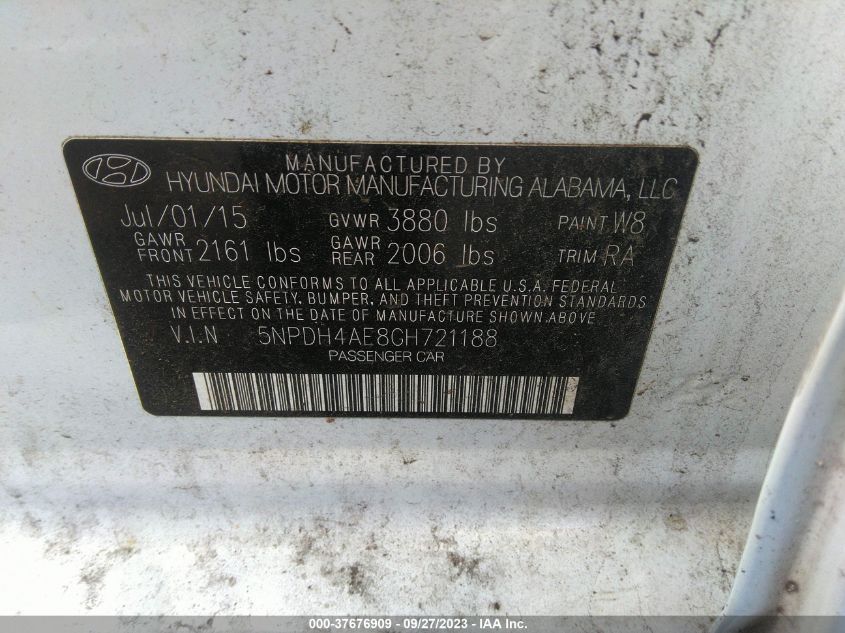 MANUFACTURED BY
HYUNDAI MOTOR MANUFACTURING ALABAMA, LLC
Jul/01/15 GVWR 3880 lbs PAINT W8
GAWR FRONT 2161 lbs GAWR REAR 2006 lbs TRIM RA
THIS VEHICLE CONFORMS TO ALL APPLICABLE U.S.A. FEDERAL
MOTOR VEHICLE SAFETY, BUMPER, AND THEFT PREVENTION STANDARDS
IN EFFECT ON THE DATE OF MANUFACTURE SHOWN ABOVE
V.I.N 5NPDH4AE8GH721188
PASSENGER CAR
000-37676909 - 09/27/2023 - IAA Inc.